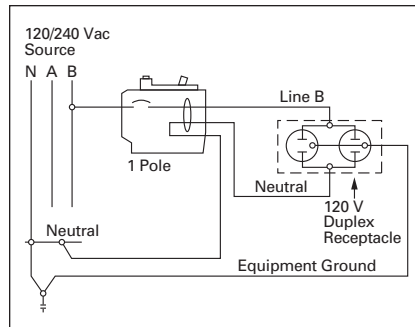 120/240 Vac
Source
N A B
Line B
1 Pole
Neutral
120 V
Duplex
Receptacle
Neutral
Equipment Ground